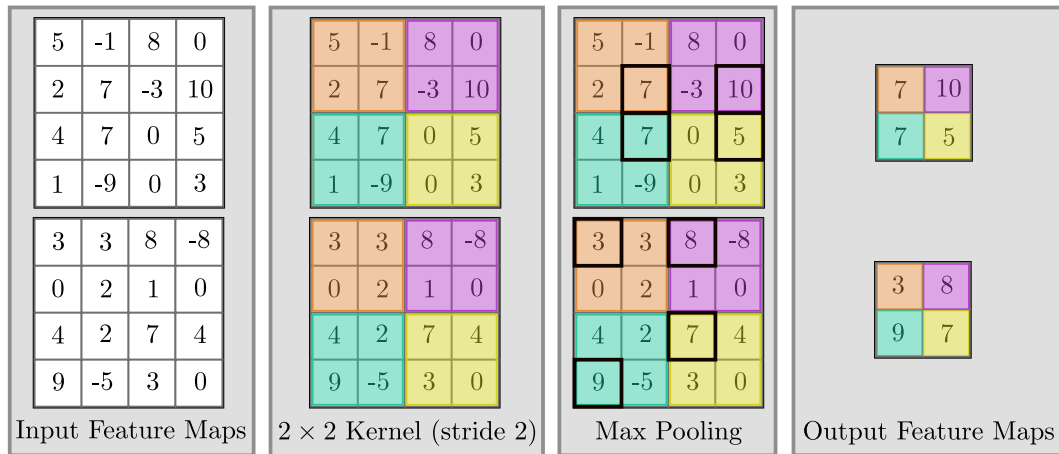 5 -1 8 0
2 7 -3 10
4 7 0 5
1 -9 0 3
3 3 8 -8
0 2 1 0
4 2 7 4
9 -5 3 0
Input Feature Maps
5 -1 8 0
2 7 -3 10
4 7 0 5
1 -9 0 3
3 3 8 -8
0 2 1 0
4 2 7 4
9 -5 3 0
2 × 2 Kernel (stride 2)
5 -1 8 0
2 7 -3 10
4 7 0 5
1 -9 0 3
3 3 8 -8
0 2 1 0
4 2 7 4
9 -5 3 0
Max Pooling
7 10
7 5
3 8
9 7
Output Feature Maps